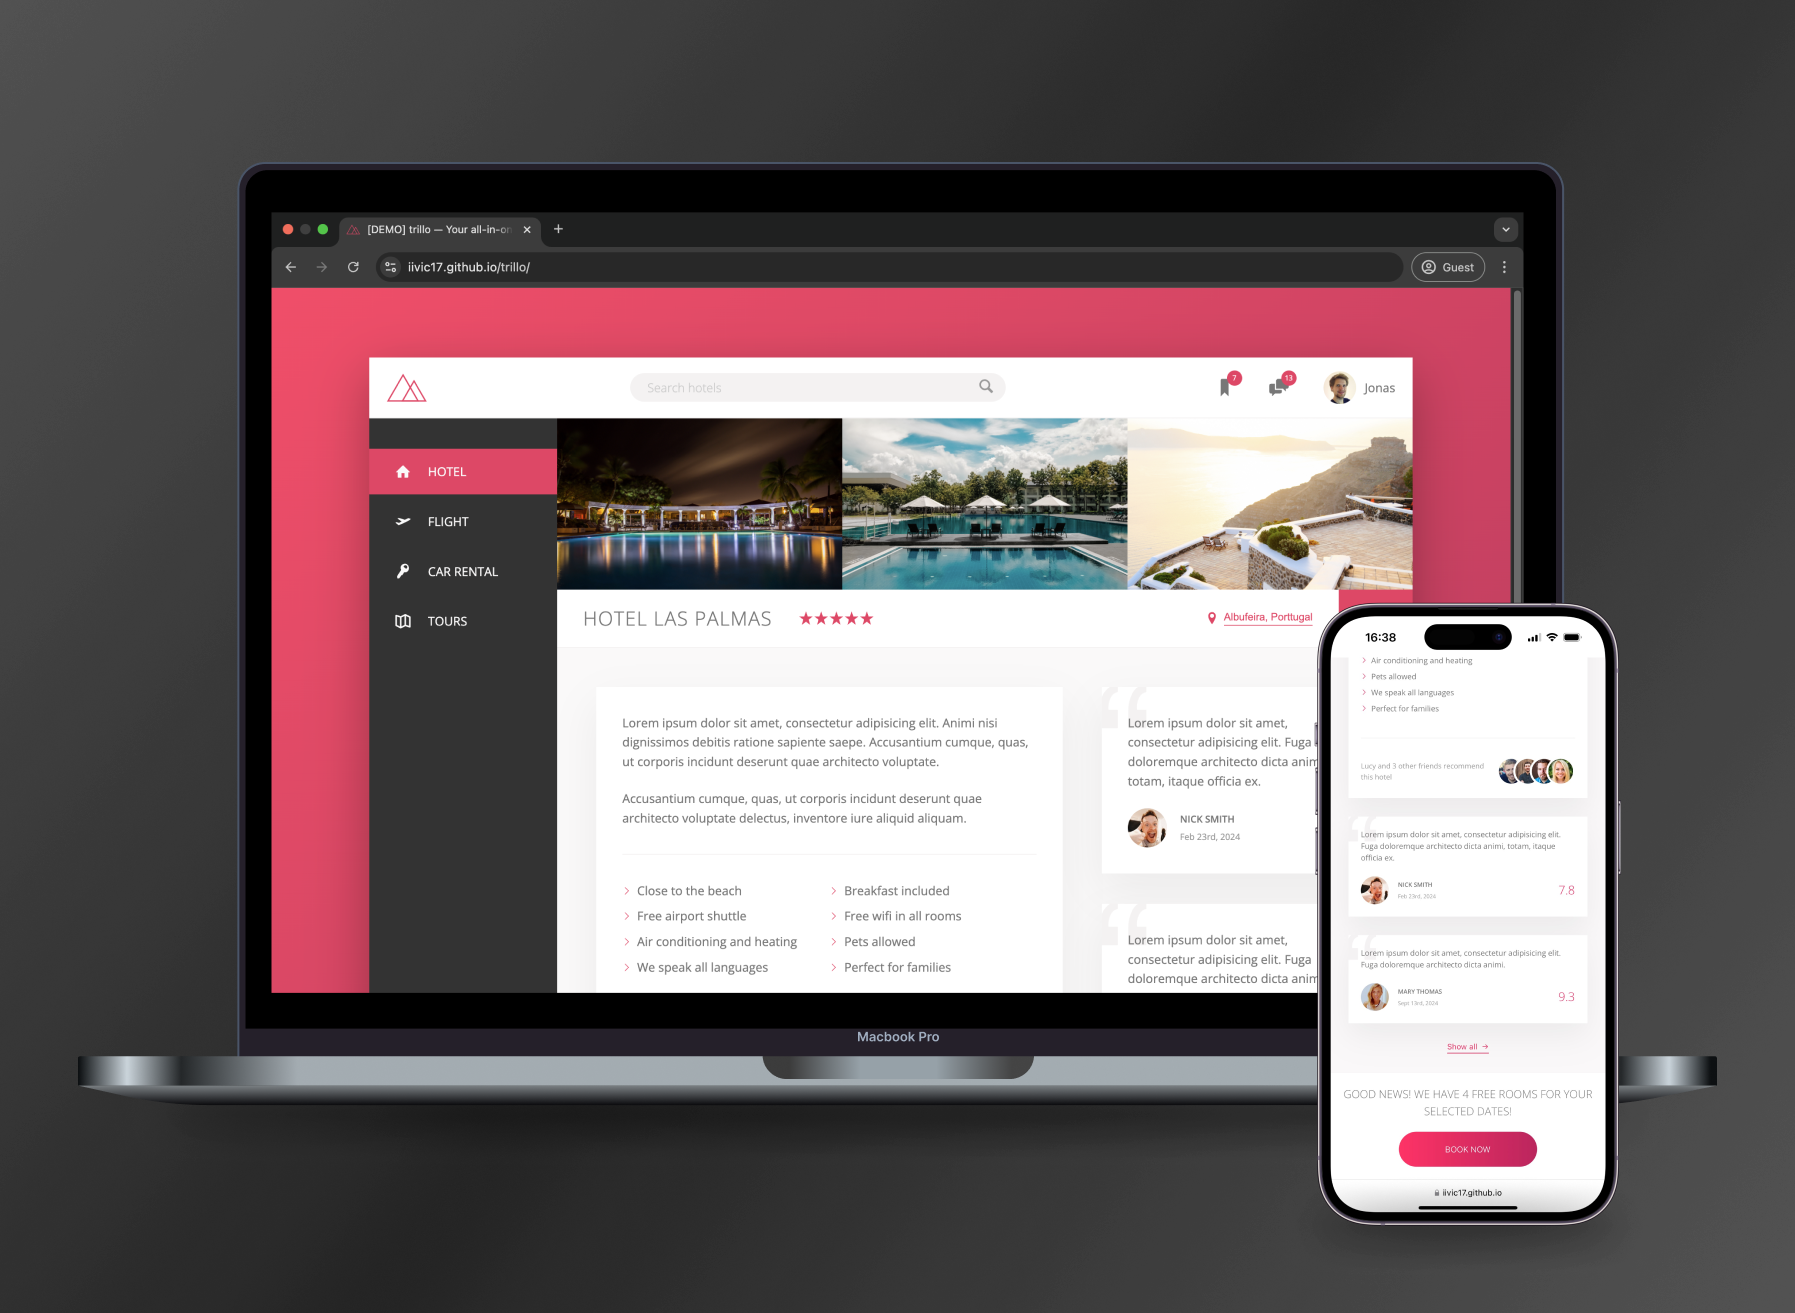 [DEMO] trillo — Your all-in-on
iivic17.github.io/trillo/
Guest
Search hotels
7
13
Jonas
HOTEL
FLIGHT
CAR RENTAL
TOURS
HOTEL LAS PALMAS
Albufeira, Porttugal
Lorem ipsum dolor sit amet, consectetur adipisicing elit. Animi nisi
dignissimos debitis ratione sapiente saepe. Accusantium cumque, quas,
ut corporis incidunt deserunt quae architecto voluptate.
Accusantium cumque, quas, ut corporis incidunt deserunt quae
architecto voluptate delectus, inventore iure aliquid aliquam.
Close to the beach
Breakfast included
Free airport shuttle
Free wifi in all rooms
Air conditioning and heating
Pets allowed
We speak all languages
Perfect for families
“
Lorem ipsum dolor sit amet,
consectetur adipisicing elit. Fuga
doloremque architecto dicta anim
totam, itaque officia ex.
NICK SMITH
Feb 23rd, 2024
“
Lorem ipsum dolor sit amet,
consectetur adipisicing elit. Fuga
doloremque architecto dicta anim
Macbook Pro
16:38
Air conditioning and heating
Pets allowed
We speak all languages
Perfect for families
Lucy and 3 other friends recommend
this hotel
“
Lorem ipsum dolor sit amet, consectetur adipisicing elit.
Fuga doloremque architecto dicta animi, totam, itaque
officia ex.
NICK SMITH
Feb 23rd, 2024
7.8
“
Lorem ipsum dolor sit amet, consectetur adipisicing elit.
Fuga doloremque architecto dicta animi.
MARY THOMAS
Sept 13rd, 2024
9.3
Show all →
GOOD NEWS! WE HAVE 4 FREE ROOMS FOR YOUR
SELECTED DATES!
BOOK NOW
iivic17.github.io